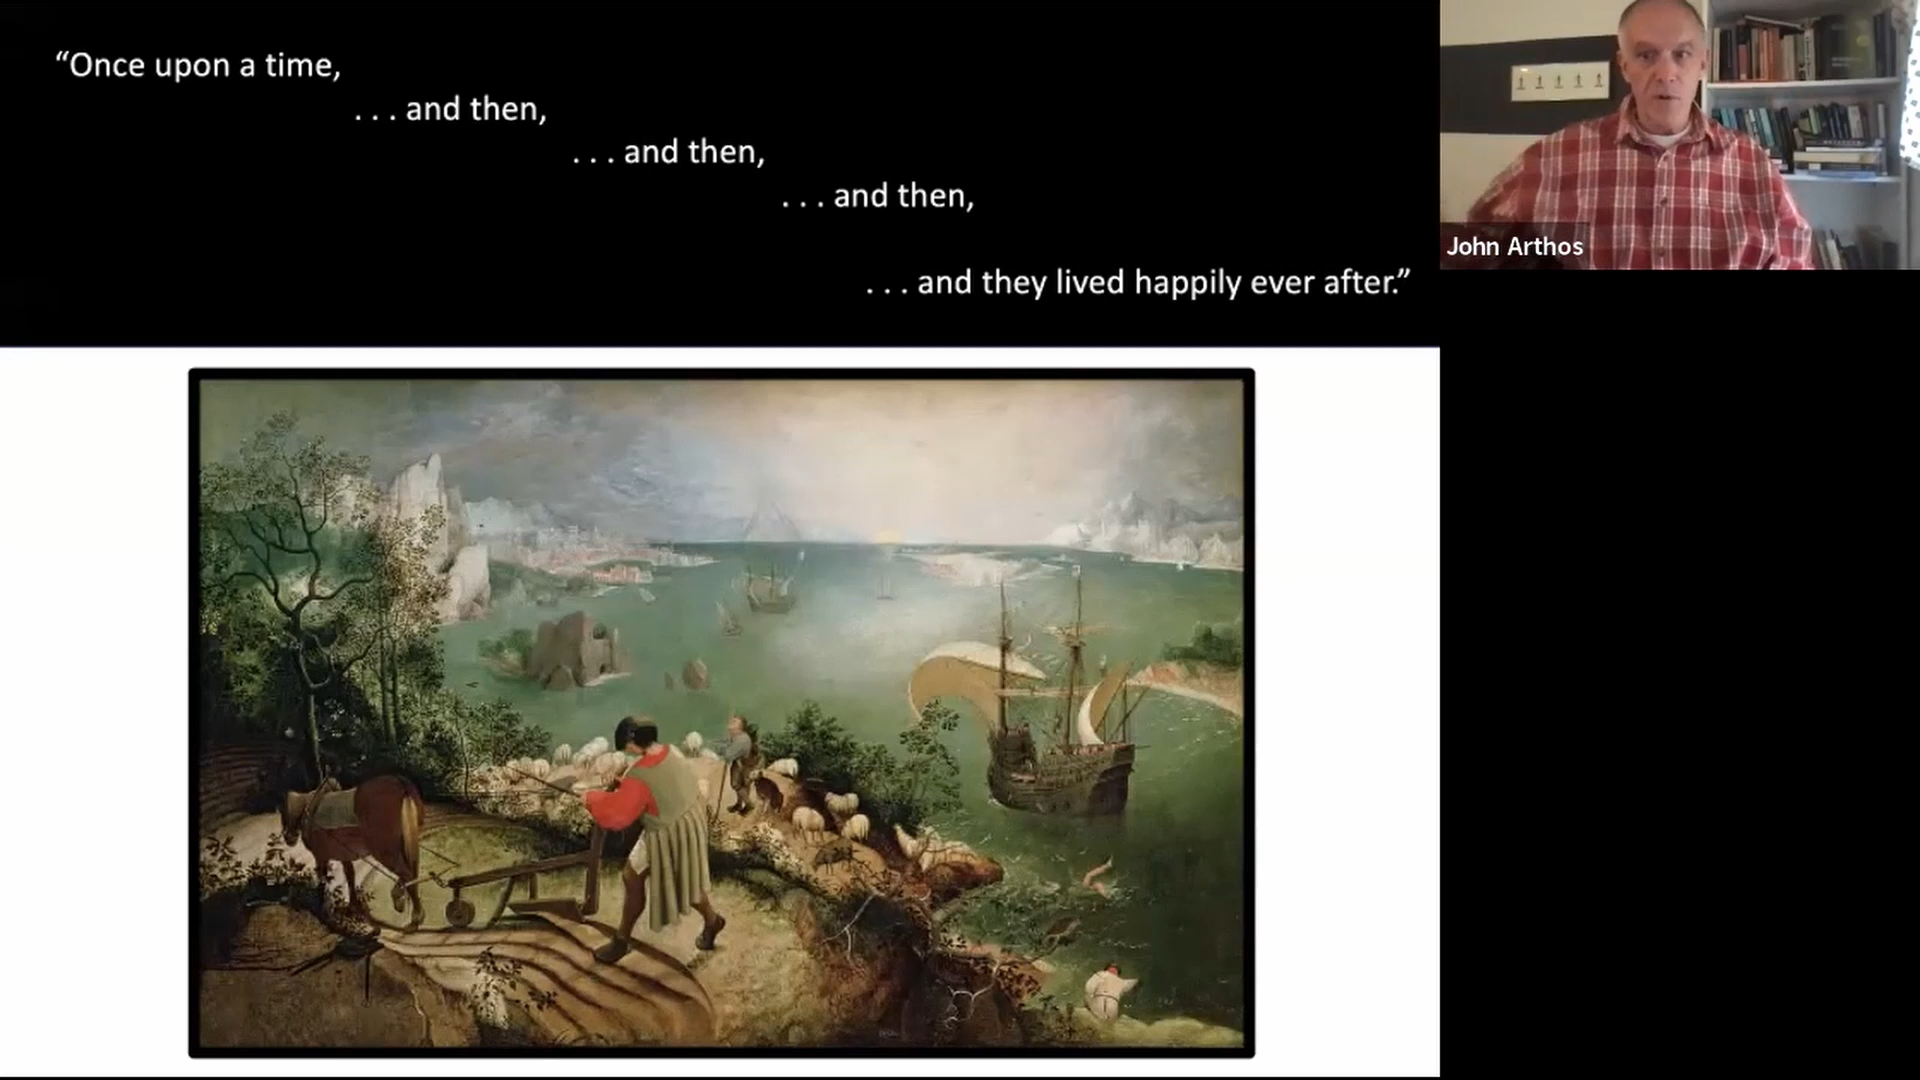 “Once upon a time,
. . . and then,
. . . and then,
. . . and then,
. . . and they lived happily ever after.”
John Arthos